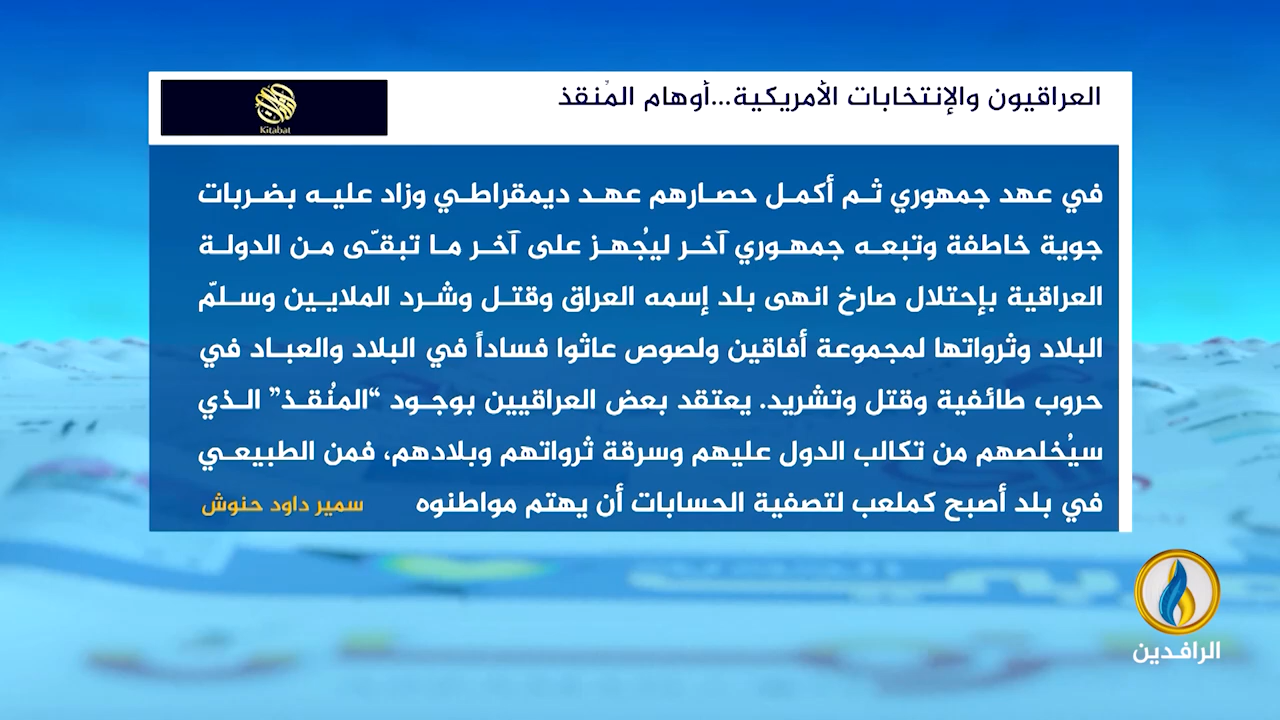 العراقيون والإنتخابات الأمريكية...أوهام المُنقذ
Kitabat
في عهد جمهوري ثم أكمل حصارهم عهد ديمقراطي وزاد عليه بضربات
جوية خاطفة وتبعه جمهوري آخر ليُجهز على آخر ما تبقّى من الدولة
العراقية بإحتلال صارخ انهى بلد إسمه العراق وقتل وشرد الملايين وسلمّ
البلاد وثرواتها لمجموعة أفاقين ولصوص عاثوا فساداً في البلاد والعباد في
حروب طائفية وقتل وتشريد. يعتقد بعض العراقيين بوجود “المنُقذ” الذي
سيُخلصهم من تكالب الدول عليهم وسرقة ثرواتهم وبلادهم، فمن الطبيعي
في بلد أصبح كملعب لتصفية الحسابات أن يهتم مواطنوه
سمير داود حنوش
الرافدين